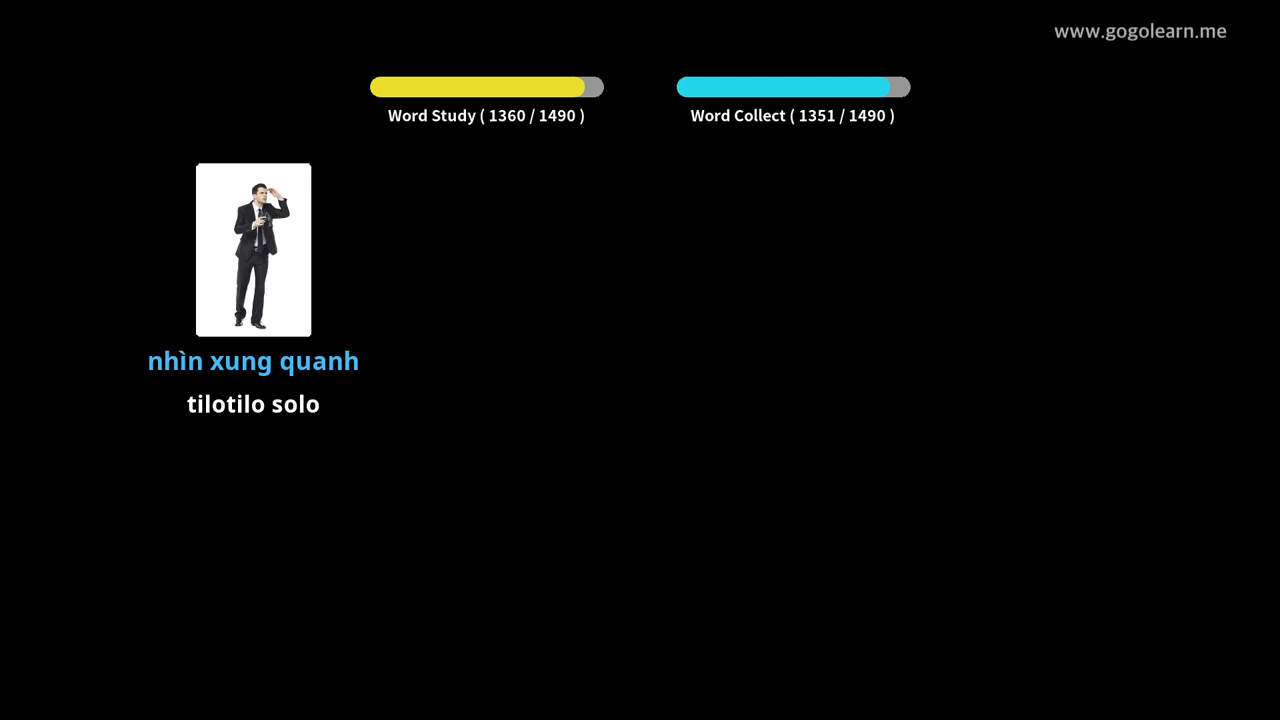 www.gogolearn.me
Word Study ( 1360 / 1490 )
Word Collect ( 1351 / 1490 )
nhìn xung quanh
tilotilo solo